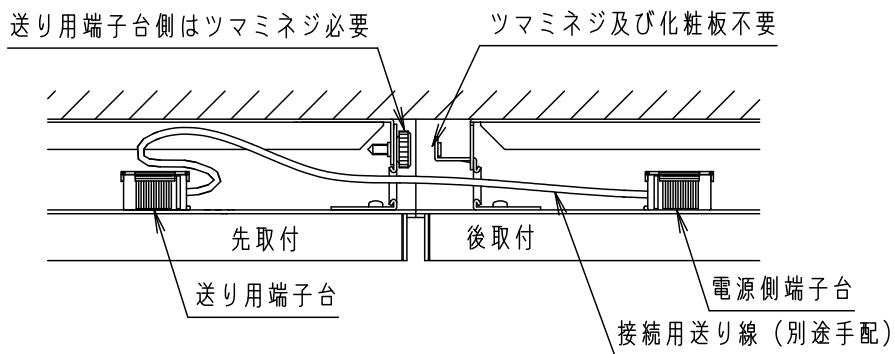 送り用端子台側はツマミネジ必要
ツマミネジ及び化粧板不要
先取付
後取付
送り用端子台
電源側端子台
接続用送り線（別途手配）